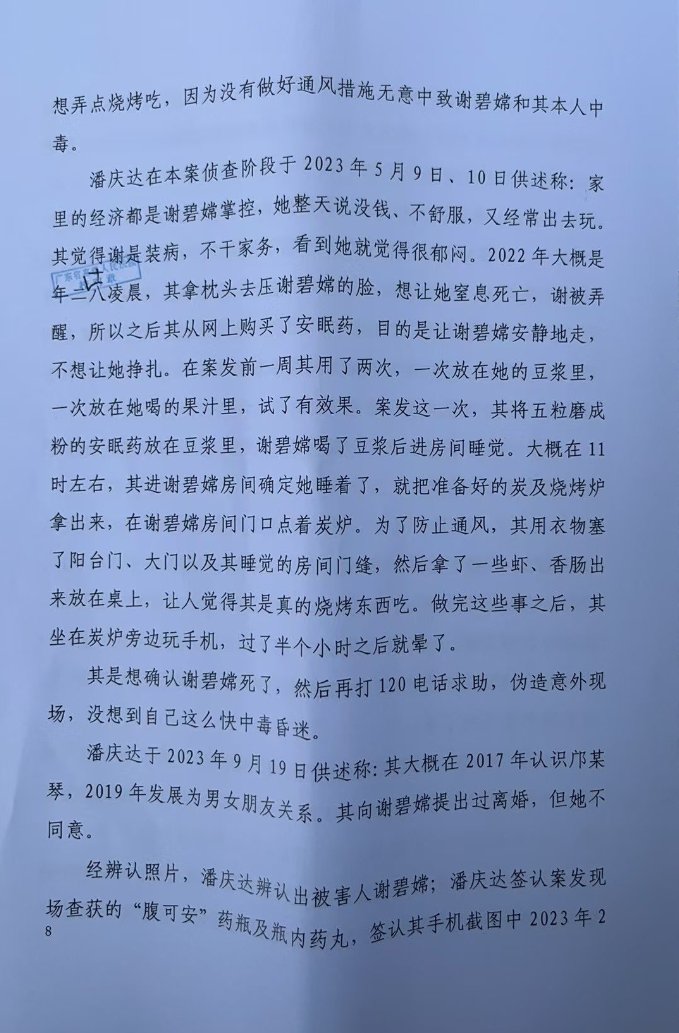 想弄点烧烤吃，因为没有做好通风措施无意中致谢碧嫦和其本人中
毒。
潘庆达在本案侦查阶段于 2023 年 5 月 9 日、10 日供述称：家
里的经济都是谢碧嫦掌控，她整天说没钱、不舒服，又经常出去玩。
其觉得谢是装病，不干家务，看到她就觉得很郁闷。2022 年大概是
年二八凌晨，其拿枕头去压谢碧嫦的脸，想让她窒息死亡，谢被弄
醒，所以之后其从网上购买了安眠药，目的是让谢碧嫦安静地走，
不想让她挣扎。在案发前一周其用了两次，一次放在她的豆浆里，
一次放在她喝的果汁里，试了有效果。案发这一次，其将五粒磨成
粉的安眠药放在豆浆里，谢碧嫦喝了豆浆后进房间睡觉。大概在 11
时左右，其进谢碧嫦房间确定她睡着了，就把准备好的炭及烧烤炉
拿出来，在谢碧嫦房间门口点着炭炉。为了防止通风，其用衣物塞
了阳台门、大门以及其睡觉的房间门缝，然后拿了一些虾、香肠出
来放在桌上，让人觉得其是真的烧烤东西吃。做完这些事之后，其
坐在炭炉旁边玩手机，过了半个小时之后就晕了。
其是想确认谢碧嫦死了，然后再打 120 电话求助，伪造意外现
场，没想到自己这么快中毒昏迷。
潘庆达于 2023 年 9 月 19 日供述称：其大概在 2017 年认识邝某
琴，2019 年发展为男女朋友关系。其向谢碧嫦提出过离婚，但她不
同意。
经辨认照片，潘庆达辨认出被害人谢碧嫦；潘庆达签认案发现
场查获的“腹可安”药瓶及瓶内药丸，签认其手机截图中 2023 年 2
8